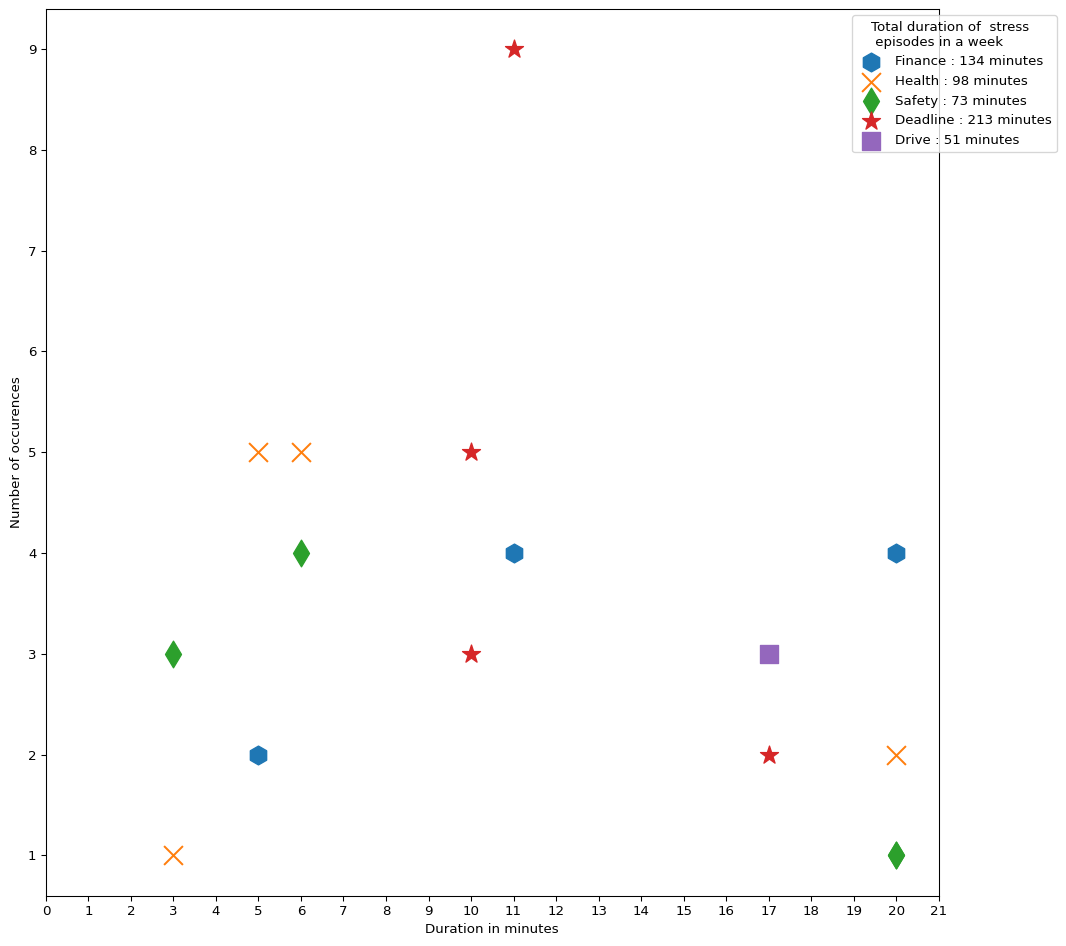 Total duration of  stress
episodes in a week
Finance : 134 minutes
Health : 98 minutes
Safety : 73 minutes
Deadline : 213 minutes
Drive : 51 minutes
9
8
7
6
5
4
3
2
1
Number of occurences
0 1 2 3 4 5 6 7 8 9 10 11 12 13 14 15 16 17 18 19 20 21
Duration in minutes